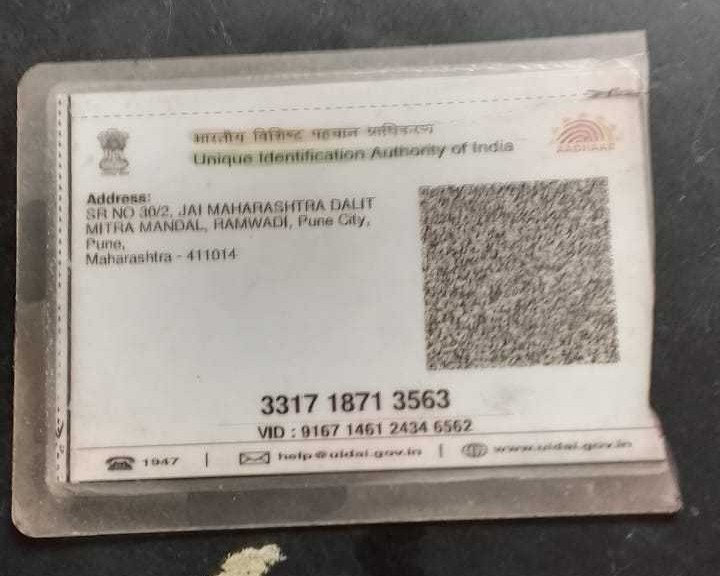 भारतीय विशिष्ट पहचान प्राधिकरण
Unique Identification Authority of India
AADHAAR
Address:
SR NO 30/2, JAI MAHARASHTRA DALIT
MITRA MANDAL, RAMWADI, Pune City,
Pune,
Maharashtra - 411014
3317 1871 3563
VID : 9167 1461 2434 6562
1947 | help@uidai.gov.in | www.uidai.gov.in